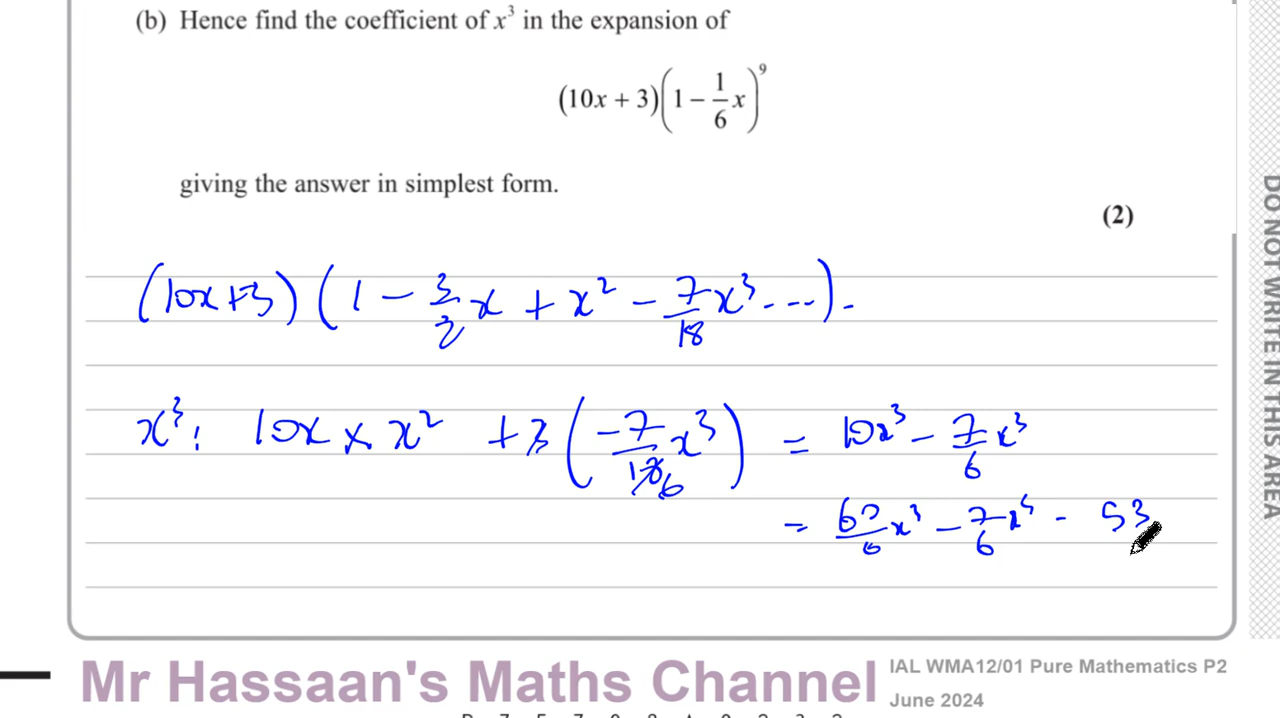 (b) Hence find the coefficient of x³ in the expansion of
(10x + 3)(1 − 1/6 x)⁹
giving the answer in simplest form.
(2)
(10x+3)(1 − 3/2 x + x² − 7/18 x³ ...).
x³: 10x × x² + 3(−7/18 6 x³) = 10x³ − 7/6 x³
= 60/6 x³ − 7/6 x³ - 53
DO NOT WRITE IN THIS AREA
Mr Hassaan's Maths Channel
IAL WMA12/01 Pure Mathematics P2
June 2024